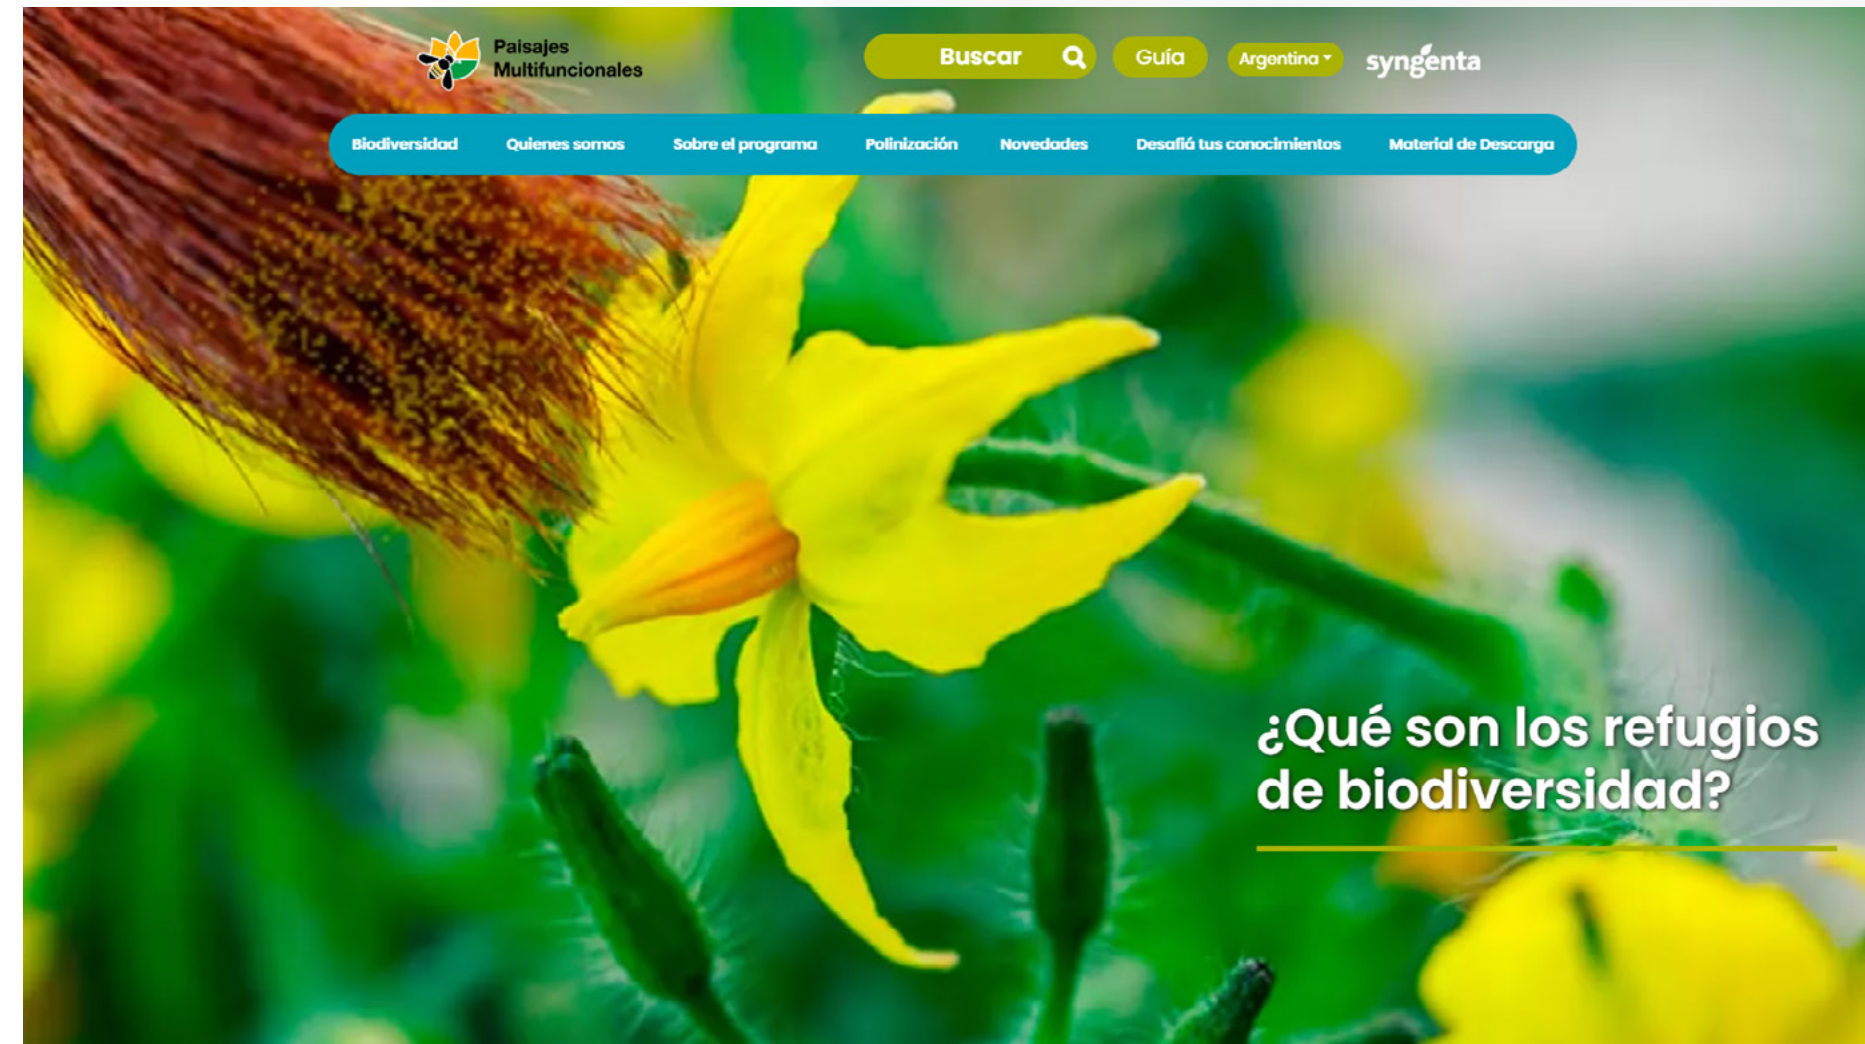 Paisajes
Multifuncionales
Buscar
Guía
Argentina
syngenta
Biodiversidad
Quienes somos
Sobre el programa
Polinización
Novedades
Desafiá tus conocimientos
Material de Descarga
¿Qué son los refugios
de biodiversidad?